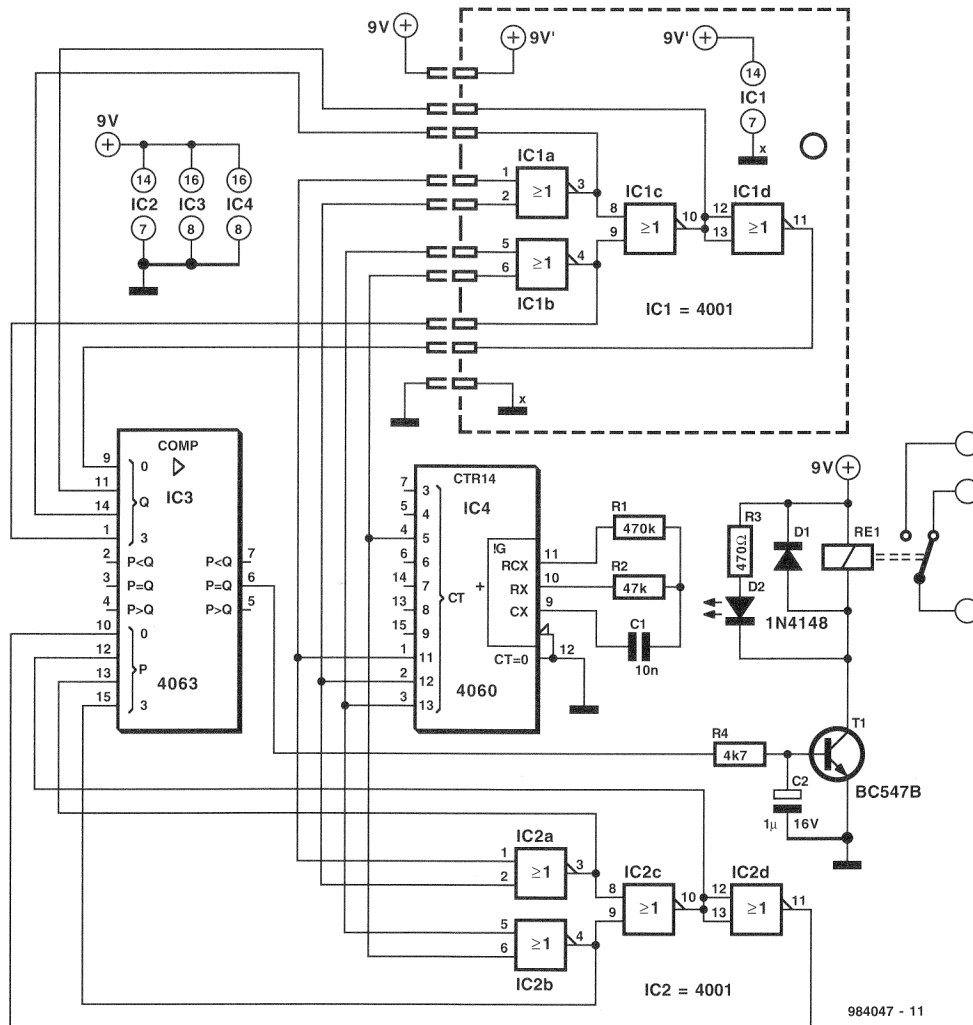 9V
9V'
9V'
14
IC1
7
x
9V
14
16
16
IC2
IC3
IC4
7
8
8
IC1a
1
2
≥1
3
IC1c
8
9
≥1
10
IC1d
12
13
≥1
11
5
6
≥1
4
IC1b
IC1 = 4001
x
COMP
IC3
9
0
11
Q
14
1
3
2
P<Q
3
P=Q
4
P>Q
P<Q
7
P=Q
6
P>Q
5
10
0
12
P
13
15
3
4063
CTR14
IC4
7
3
5
4
4
5
6
6
14
7
13
8
15
9
1
11
2
12
3
13
CT
+
!G
RCX
11
RX
10
CX
9
CT=0
12
4060
R1
470k
R2
47k
C1
10n
9V
R3
470Ω
D1
RE1
D2
1N4148
R4
4k7
T1
BC547B
C2
1µ
16V
IC2a
1
2
≥1
3
IC2c
8
9
≥1
10
IC2d
12
13
≥1
11
5
6
≥1
4
IC2b
IC2 = 4001
984047 - 11